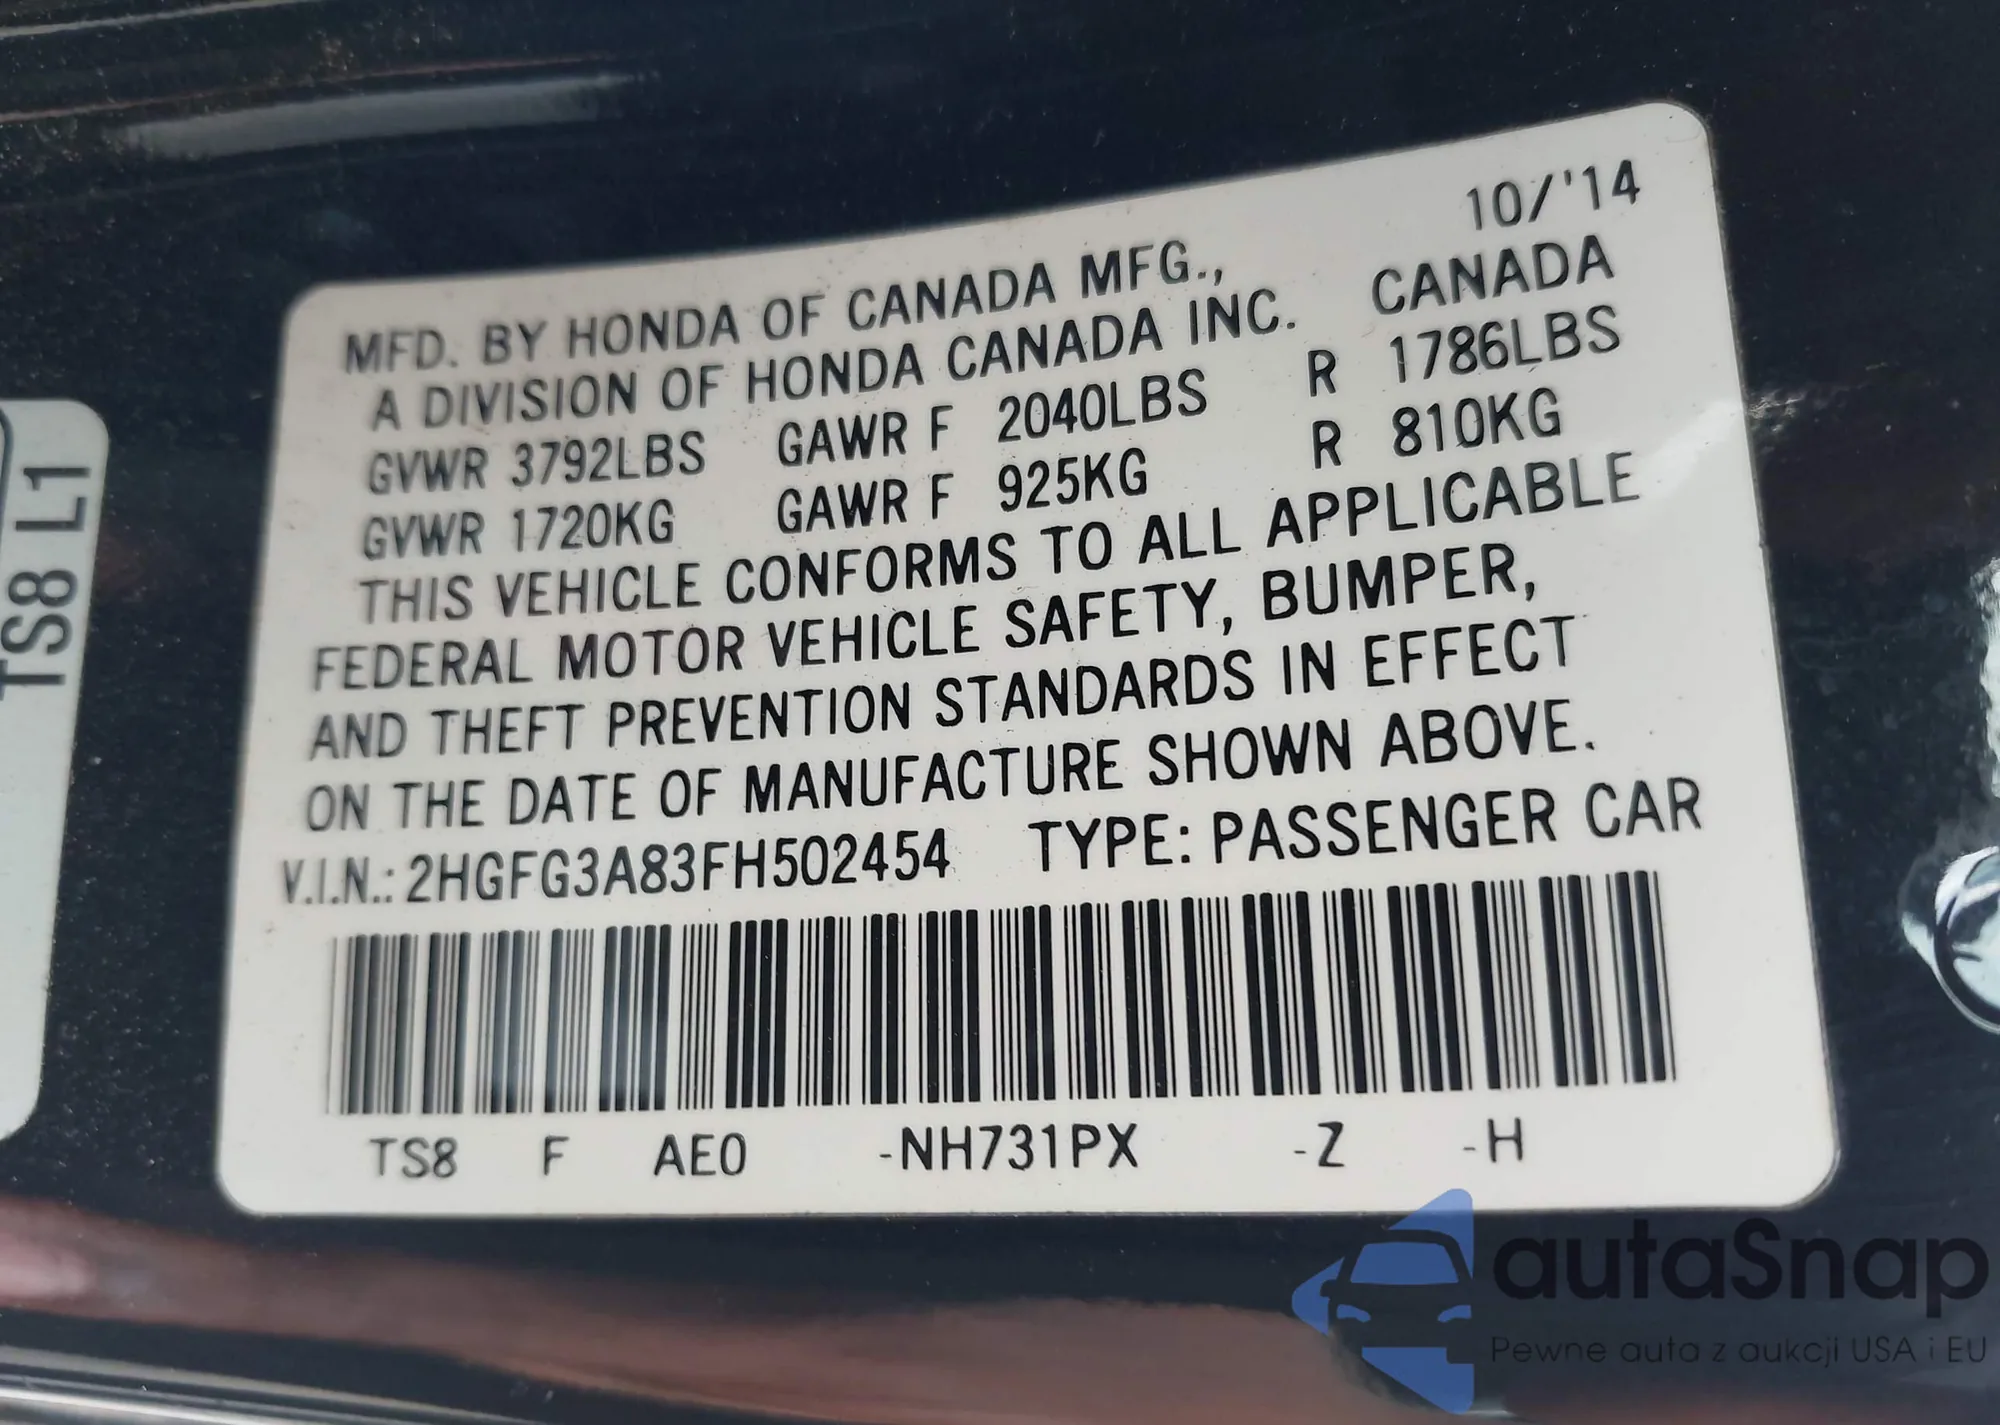 10/'14
MFD. BY HONDA OF CANADA MFG.,
A DIVISION OF HONDA CANADA INC. CANADA
GVWR 3792LBS GAWR F 2040LBS R 1786LBS
GVWR 1720KG GAWR F 925KG R 810KG
THIS VEHICLE CONFORMS TO ALL APPLICABLE
FEDERAL MOTOR VEHICLE SAFETY, BUMPER,
AND THEFT PREVENTION STANDARDS IN EFFECT
ON THE DATE OF MANUFACTURE SHOWN ABOVE.
V.I.N.: 2HGFG3A83FH502454 TYPE: PASSENGER CAR
TS8 F AE0 -NH731PX -Z -H
TS8 L1
autaSnap
Pewne auta z aukcji USA i EU